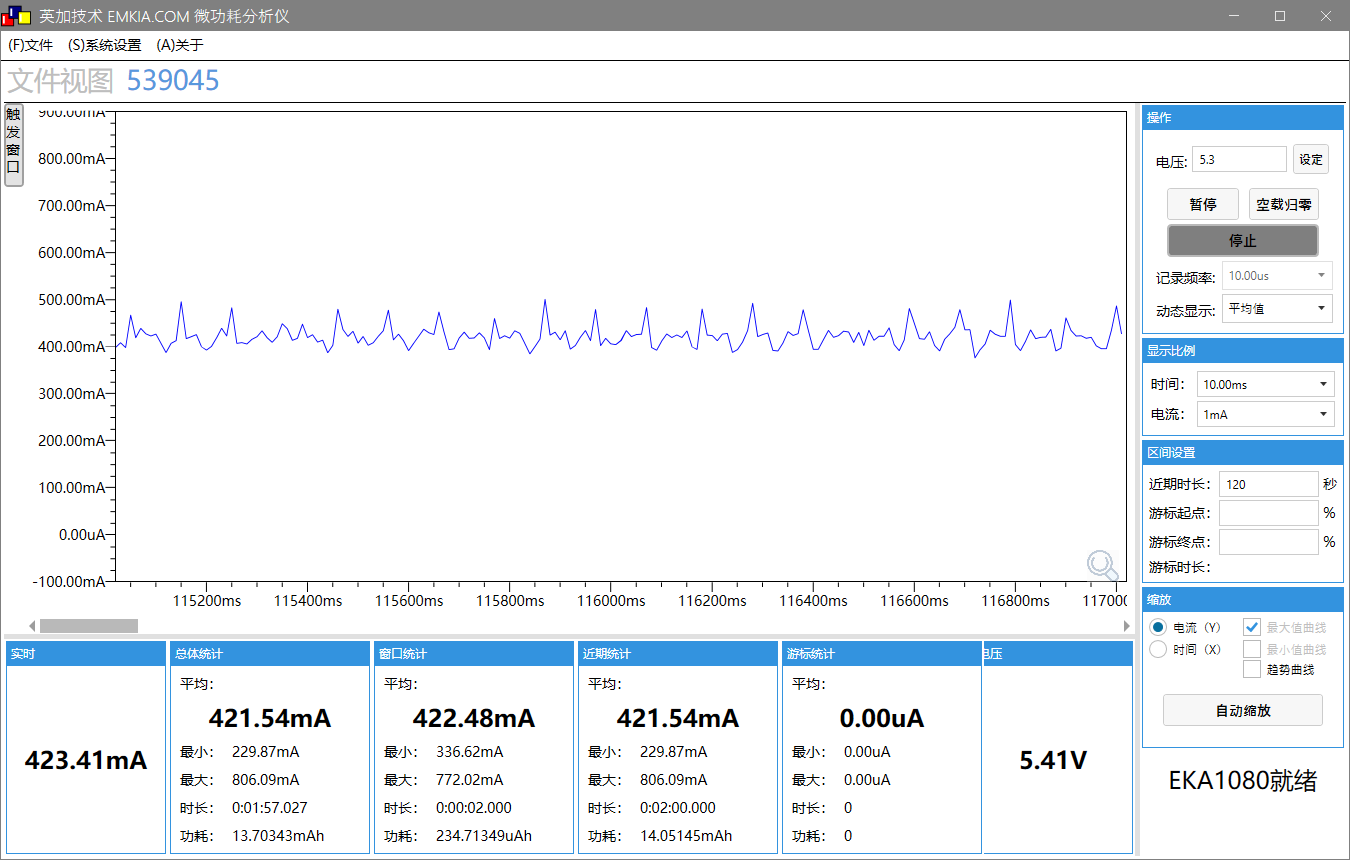 英加技术 EMKIA.COM 微功耗分析仪
(F)文件 (S)系统设置 (A)关于
文件视图 539045
触发窗口
900.00mA
800.00mA
700.00mA
600.00mA
500.00mA
400.00mA
300.00mA
200.00mA
100.00mA
0.00uA
-100.00mA
115200ms 115400ms 115600ms 115800ms 116000ms 116200ms 116400ms 116600ms 116800ms 117000
操作
电压: 5.3 设定
暂停 空载归零
停止
记录频率: 10.00us
动态显示: 平均值
显示比例
时间: 10.00ms
电流: 1mA
区间设置
近期时长: 120 秒
游标起点: %
游标终点: %
游标时长:
缩放
电流（Y） 最大值曲线
时间（X） 最小值曲线
趋势曲线
自动缩放
EKA1080就绪
实时
423.41mA
总体统计
平均:
421.54mA
最小: 229.87mA
最大: 806.09mA
时长: 0:01:57.027
功耗: 13.70343mAh
窗口统计
平均:
422.48mA
最小: 336.62mA
最大: 772.02mA
时长: 0:00:02.000
功耗: 234.71349uAh
近期统计
平均:
421.54mA
最小: 229.87mA
最大: 806.09mA
时长: 0:02:00.000
功耗: 14.05145mAh
游标统计
平均:
0.00uA
最小: 0.00uA
最大: 0.00uA
时长: 0
功耗: 0
电压
5.41V